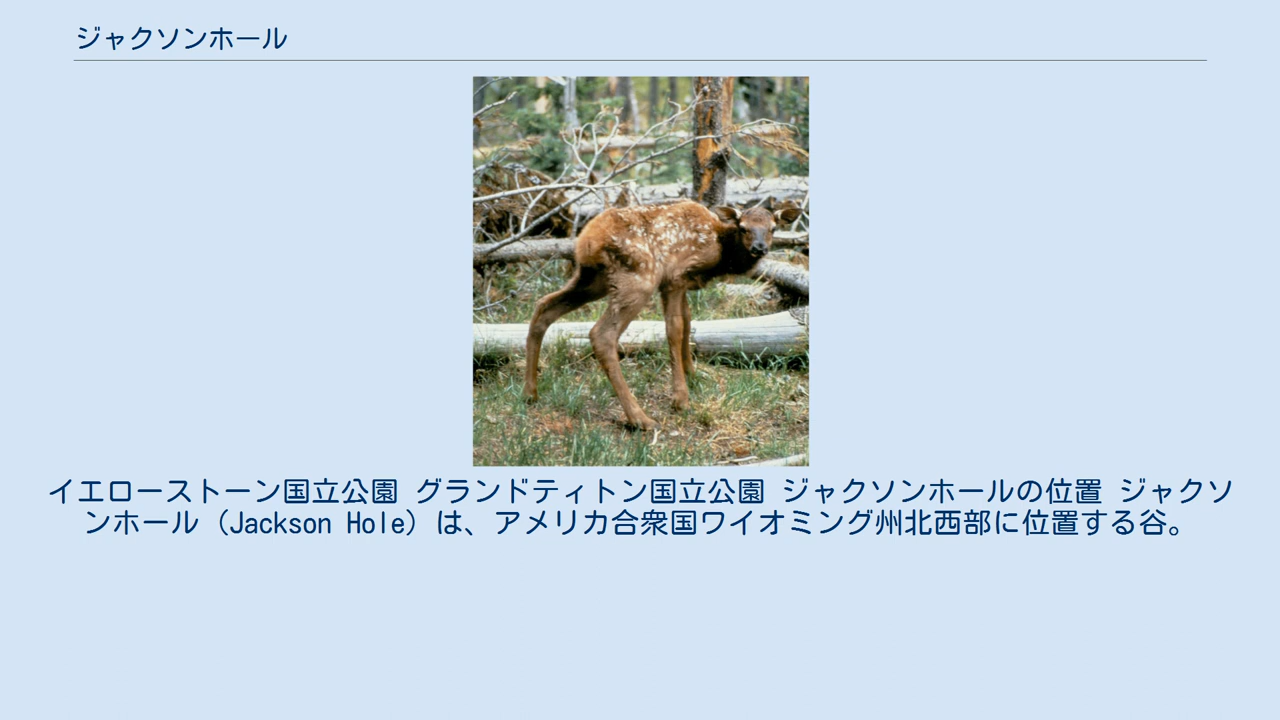 ジャクソンホール
イエローストーン国立公園 グランドティトン国立公園 ジャクソンホールの位置 ジャクソ
ンホール（Jackson Hole）は、アメリカ合衆国ワイオミング州北西部に位置する谷。